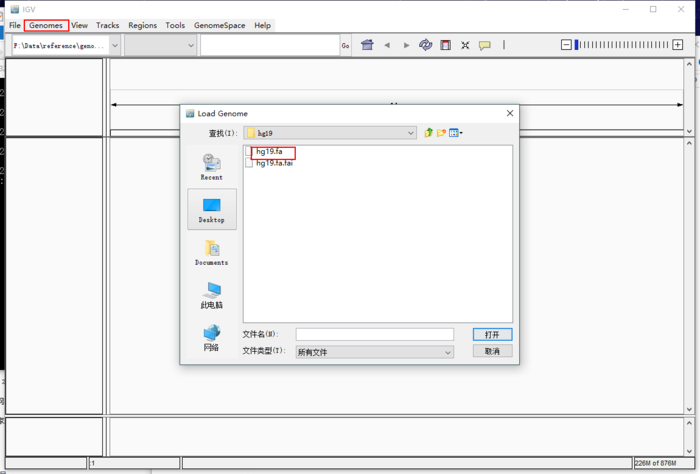 IGV
File Genomes View Tracks Regions Tools GenomeSpace Help
F:\Data\reference\geno... Go
Load Genome
查找(I): hg19
hg19.fa
hg19.fa.fai
Recent
Desktop
Documents
此电脑
网络
文件名(N): 打开
文件类型(T): 所有文件 取消
:1 226M of 876M